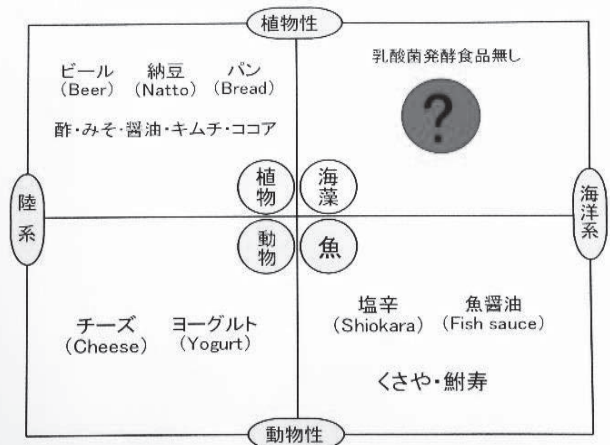 植物性
乳酸菌発酵食品無し
ビール 納豆 パン
(Beer) (Natto) (Bread)
?
酢・みそ・醤油・キムチ・ココア
植物 海藻
陸系 海洋系
動物 魚
チーズ ヨーグルト
(Cheese) (Yogurt)
塩辛 魚醤油
(Shiokara) (Fish sauce)
くさや・鮒寿
動物性